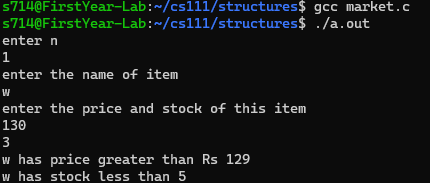 s714@FirstYear-Lab:~/cs111/structures$ gcc market.c
s714@FirstYear-Lab:~/cs111/structures$ ./a.out
enter n
1
enter the name of item
w
enter the price and stock of this item
130
3
w has price greater than Rs 129
w has stock less than 5